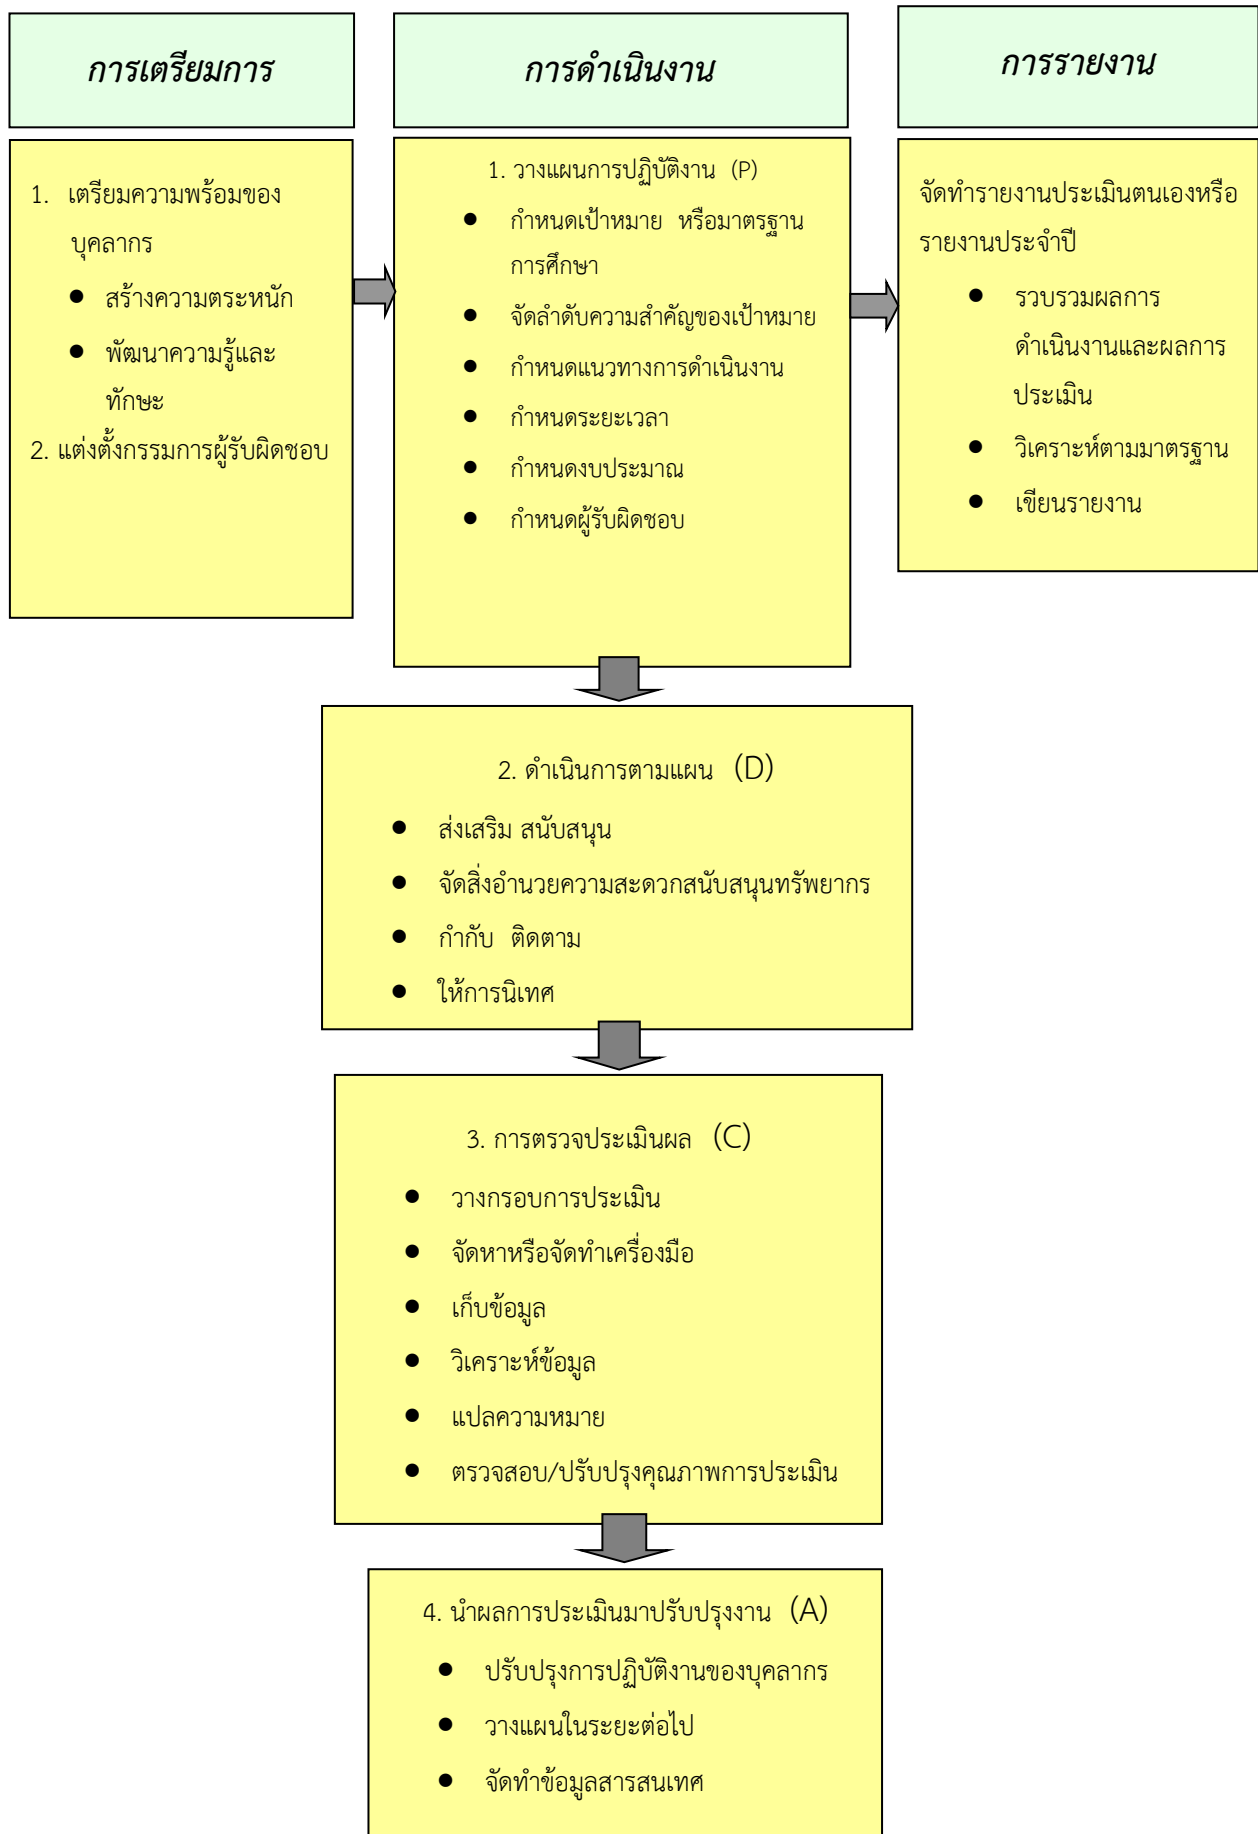 การเตรียมการ
การดำเนินงาน
การรายงาน
1. เตรียมความพร้อมของ
บุคลากร
● สร้างความตระหนัก
● พัฒนาความรู้และ
ทักษะ
2. แต่งตั้งกรรมการผู้รับผิดชอบ
1. วางแผนการปฏิบัติงาน (P)
● กำหนดเป้าหมาย หรือมาตรฐาน
การศึกษา
● จัดลำดับความสำคัญของเป้าหมาย
● กำหนดแนวทางการดำเนินงาน
● กำหนดระยะเวลา
● กำหนดงบประมาณ
● กำหนดผู้รับผิดชอบ
จัดทำรายงานประเมินตนเองหรือ
รายงานประจำปี
● รวบรวมผลการ
ดำเนินงานและผลการ
ประเมิน
● วิเคราะห์ตามมาตรฐาน
● เขียนรายงาน
2. ดำเนินการตามแผน (D)
● ส่งเสริม สนับสนุน
● จัดสิ่งอำนวยความสะดวกสนับสนุนทรัพยากร
● กำกับ ติดตาม
● ให้การนิเทศ
3. การตรวจประเมินผล (C)
● วางกรอบการประเมิน
● จัดหาหรือจัดทำเครื่องมือ
● เก็บข้อมูล
● วิเคราะห์ข้อมูล
● แปลความหมาย
● ตรวจสอบ/ปรับปรุงคุณภาพการประเมิน
4. นำผลการประเมินมาปรับปรุงงาน (A)
● ปรับปรุงการปฏิบัติงานของบุคลากร
● วางแผนในระยะต่อไป
● จัดทำข้อมูลสารสนเทศ